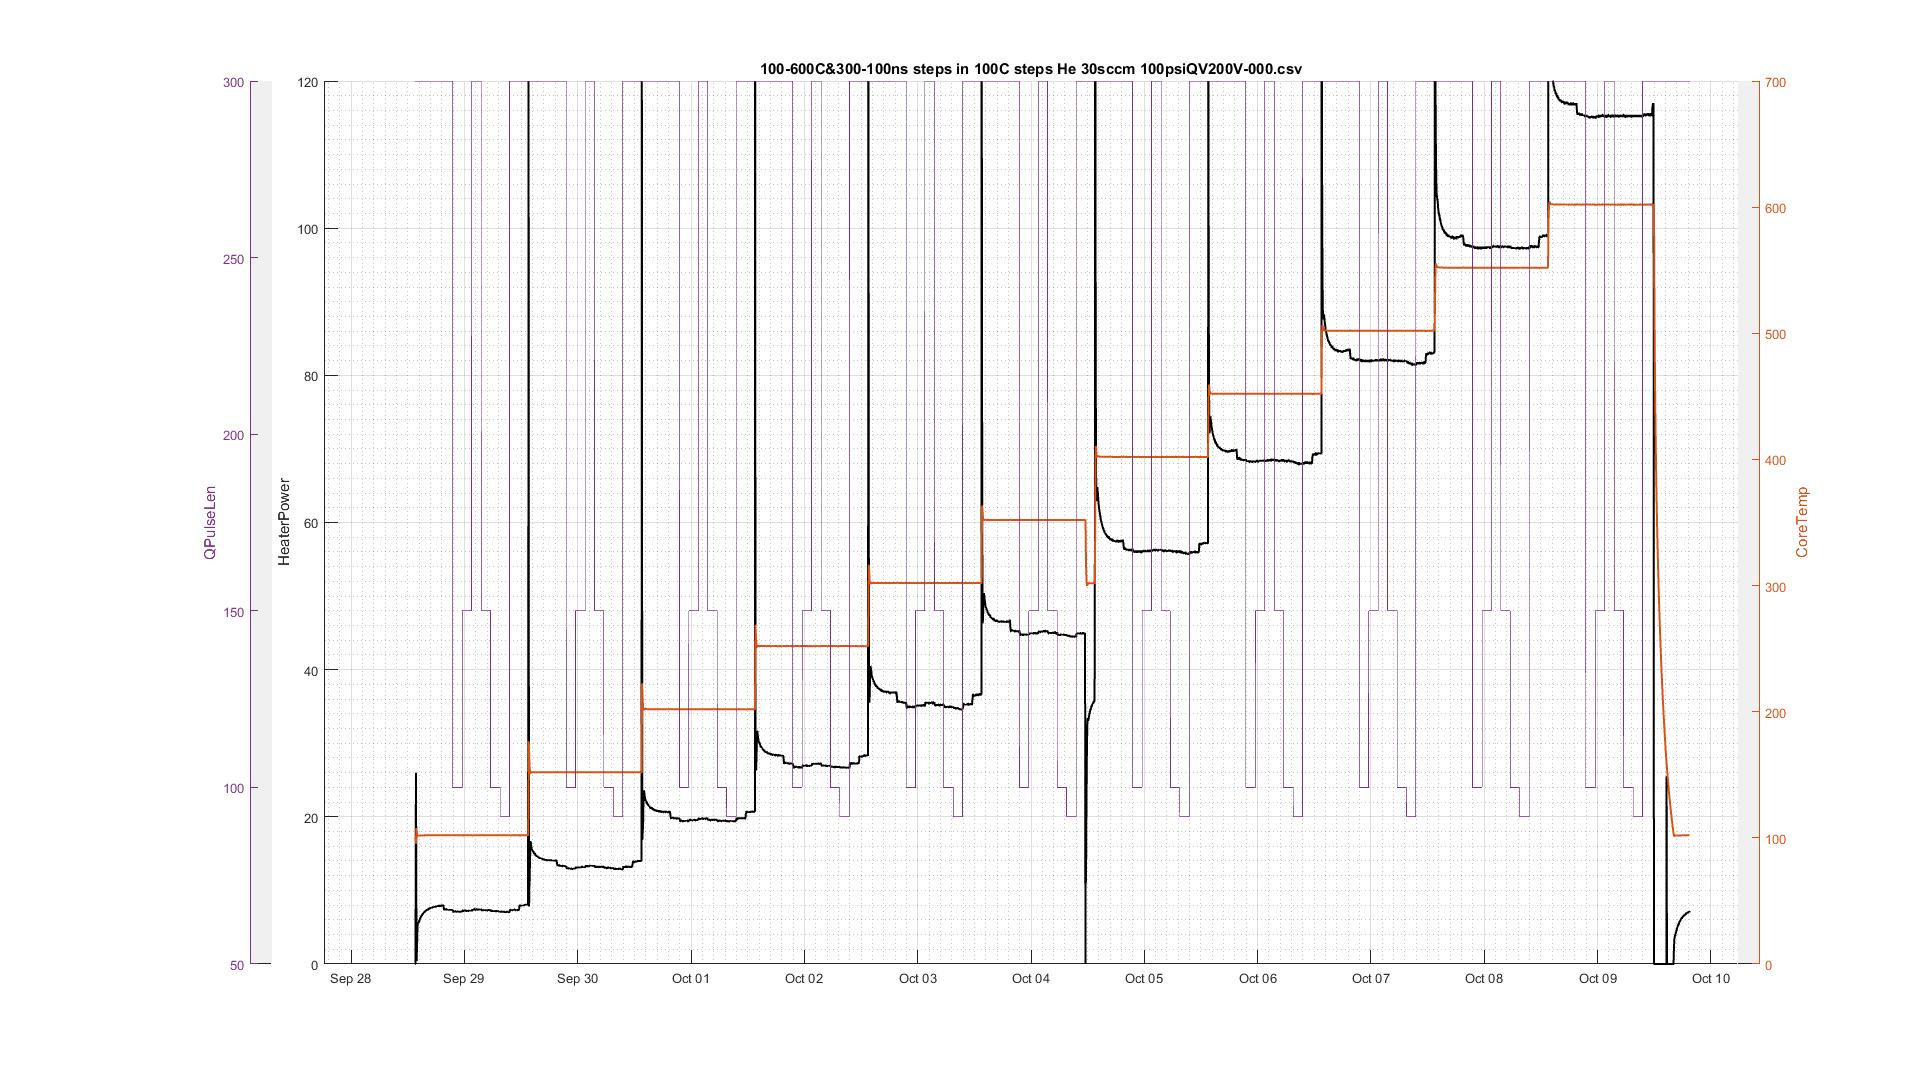 100-600C&300-100ns steps in 100C steps He 30sccm 100psiQV200V-000.csv
300
250
200
150
100
50
QPulseLen
120
100
80
60
40
20
0
HeaterPower
700
600
500
400
300
200
100
0
CoreTemp
Sep 28
Sep 29
Sep 30
Oct 01
Oct 02
Oct 03
Oct 04
Oct 05
Oct 06
Oct 07
Oct 08
Oct 09
Oct 10